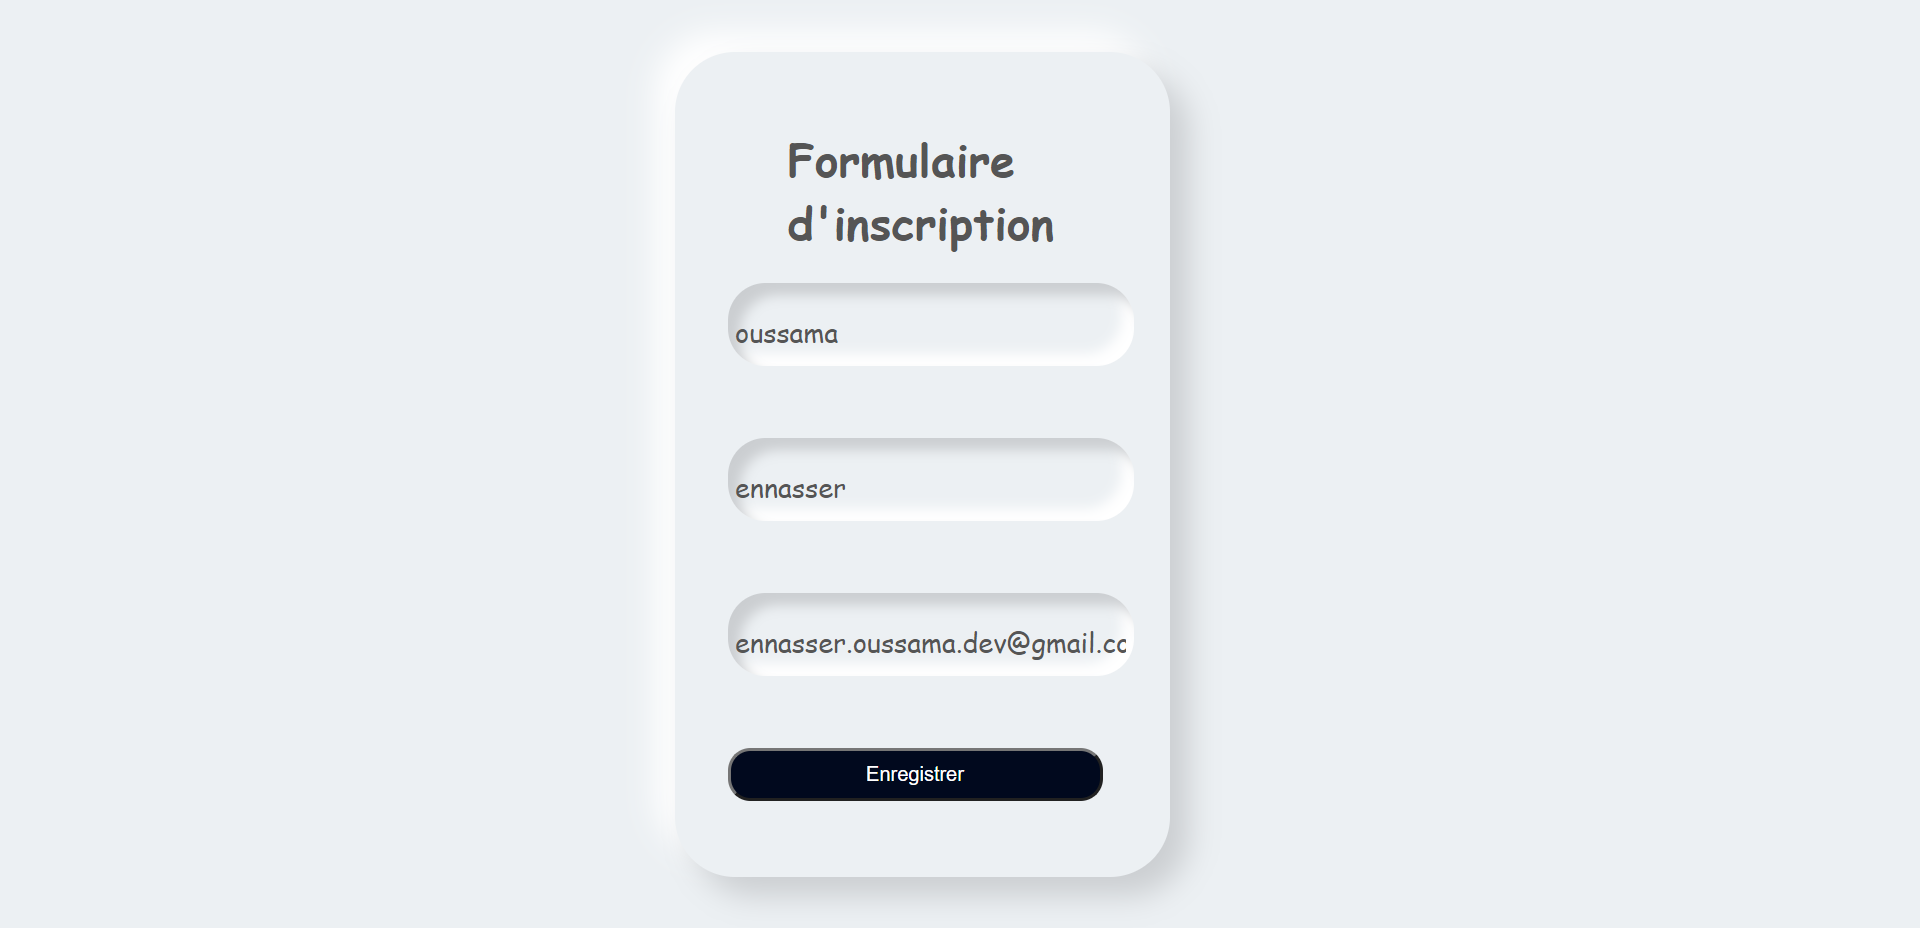 Formulaire
d'inscription
oussama
ennasser
ennasser.oussama.dev@gmail.co
Enregistrer